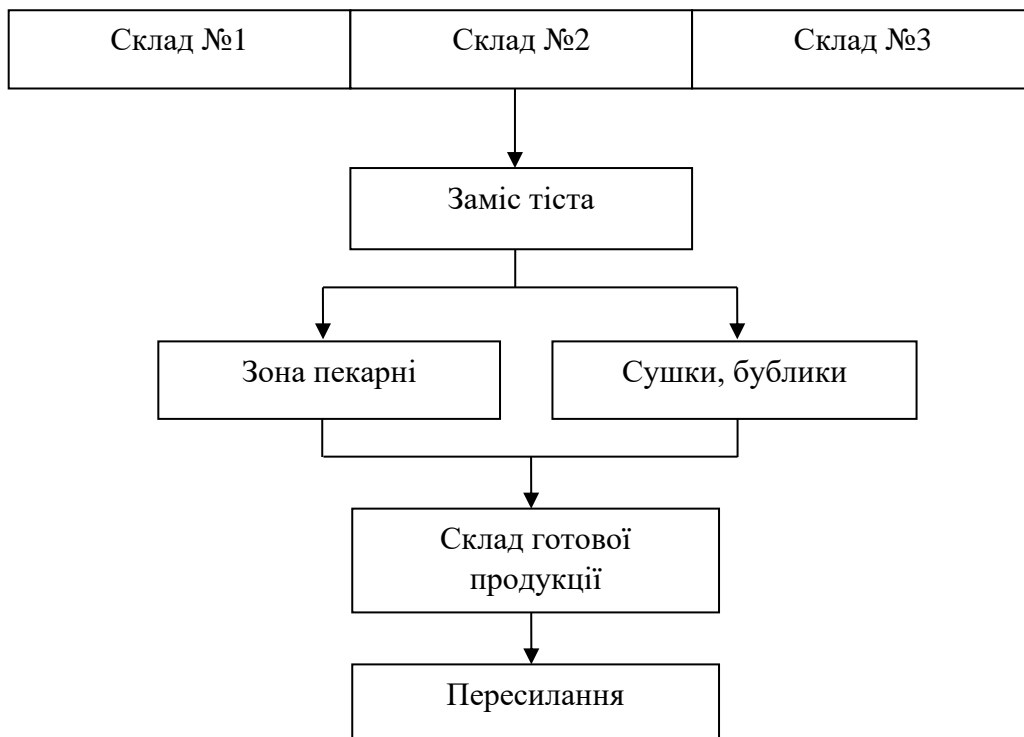 Склад №1
Склад №2
Склад №3
Заміс тіста
Зона пекарні
Сушки, бублики
Склад готової
продукції
Пересилання